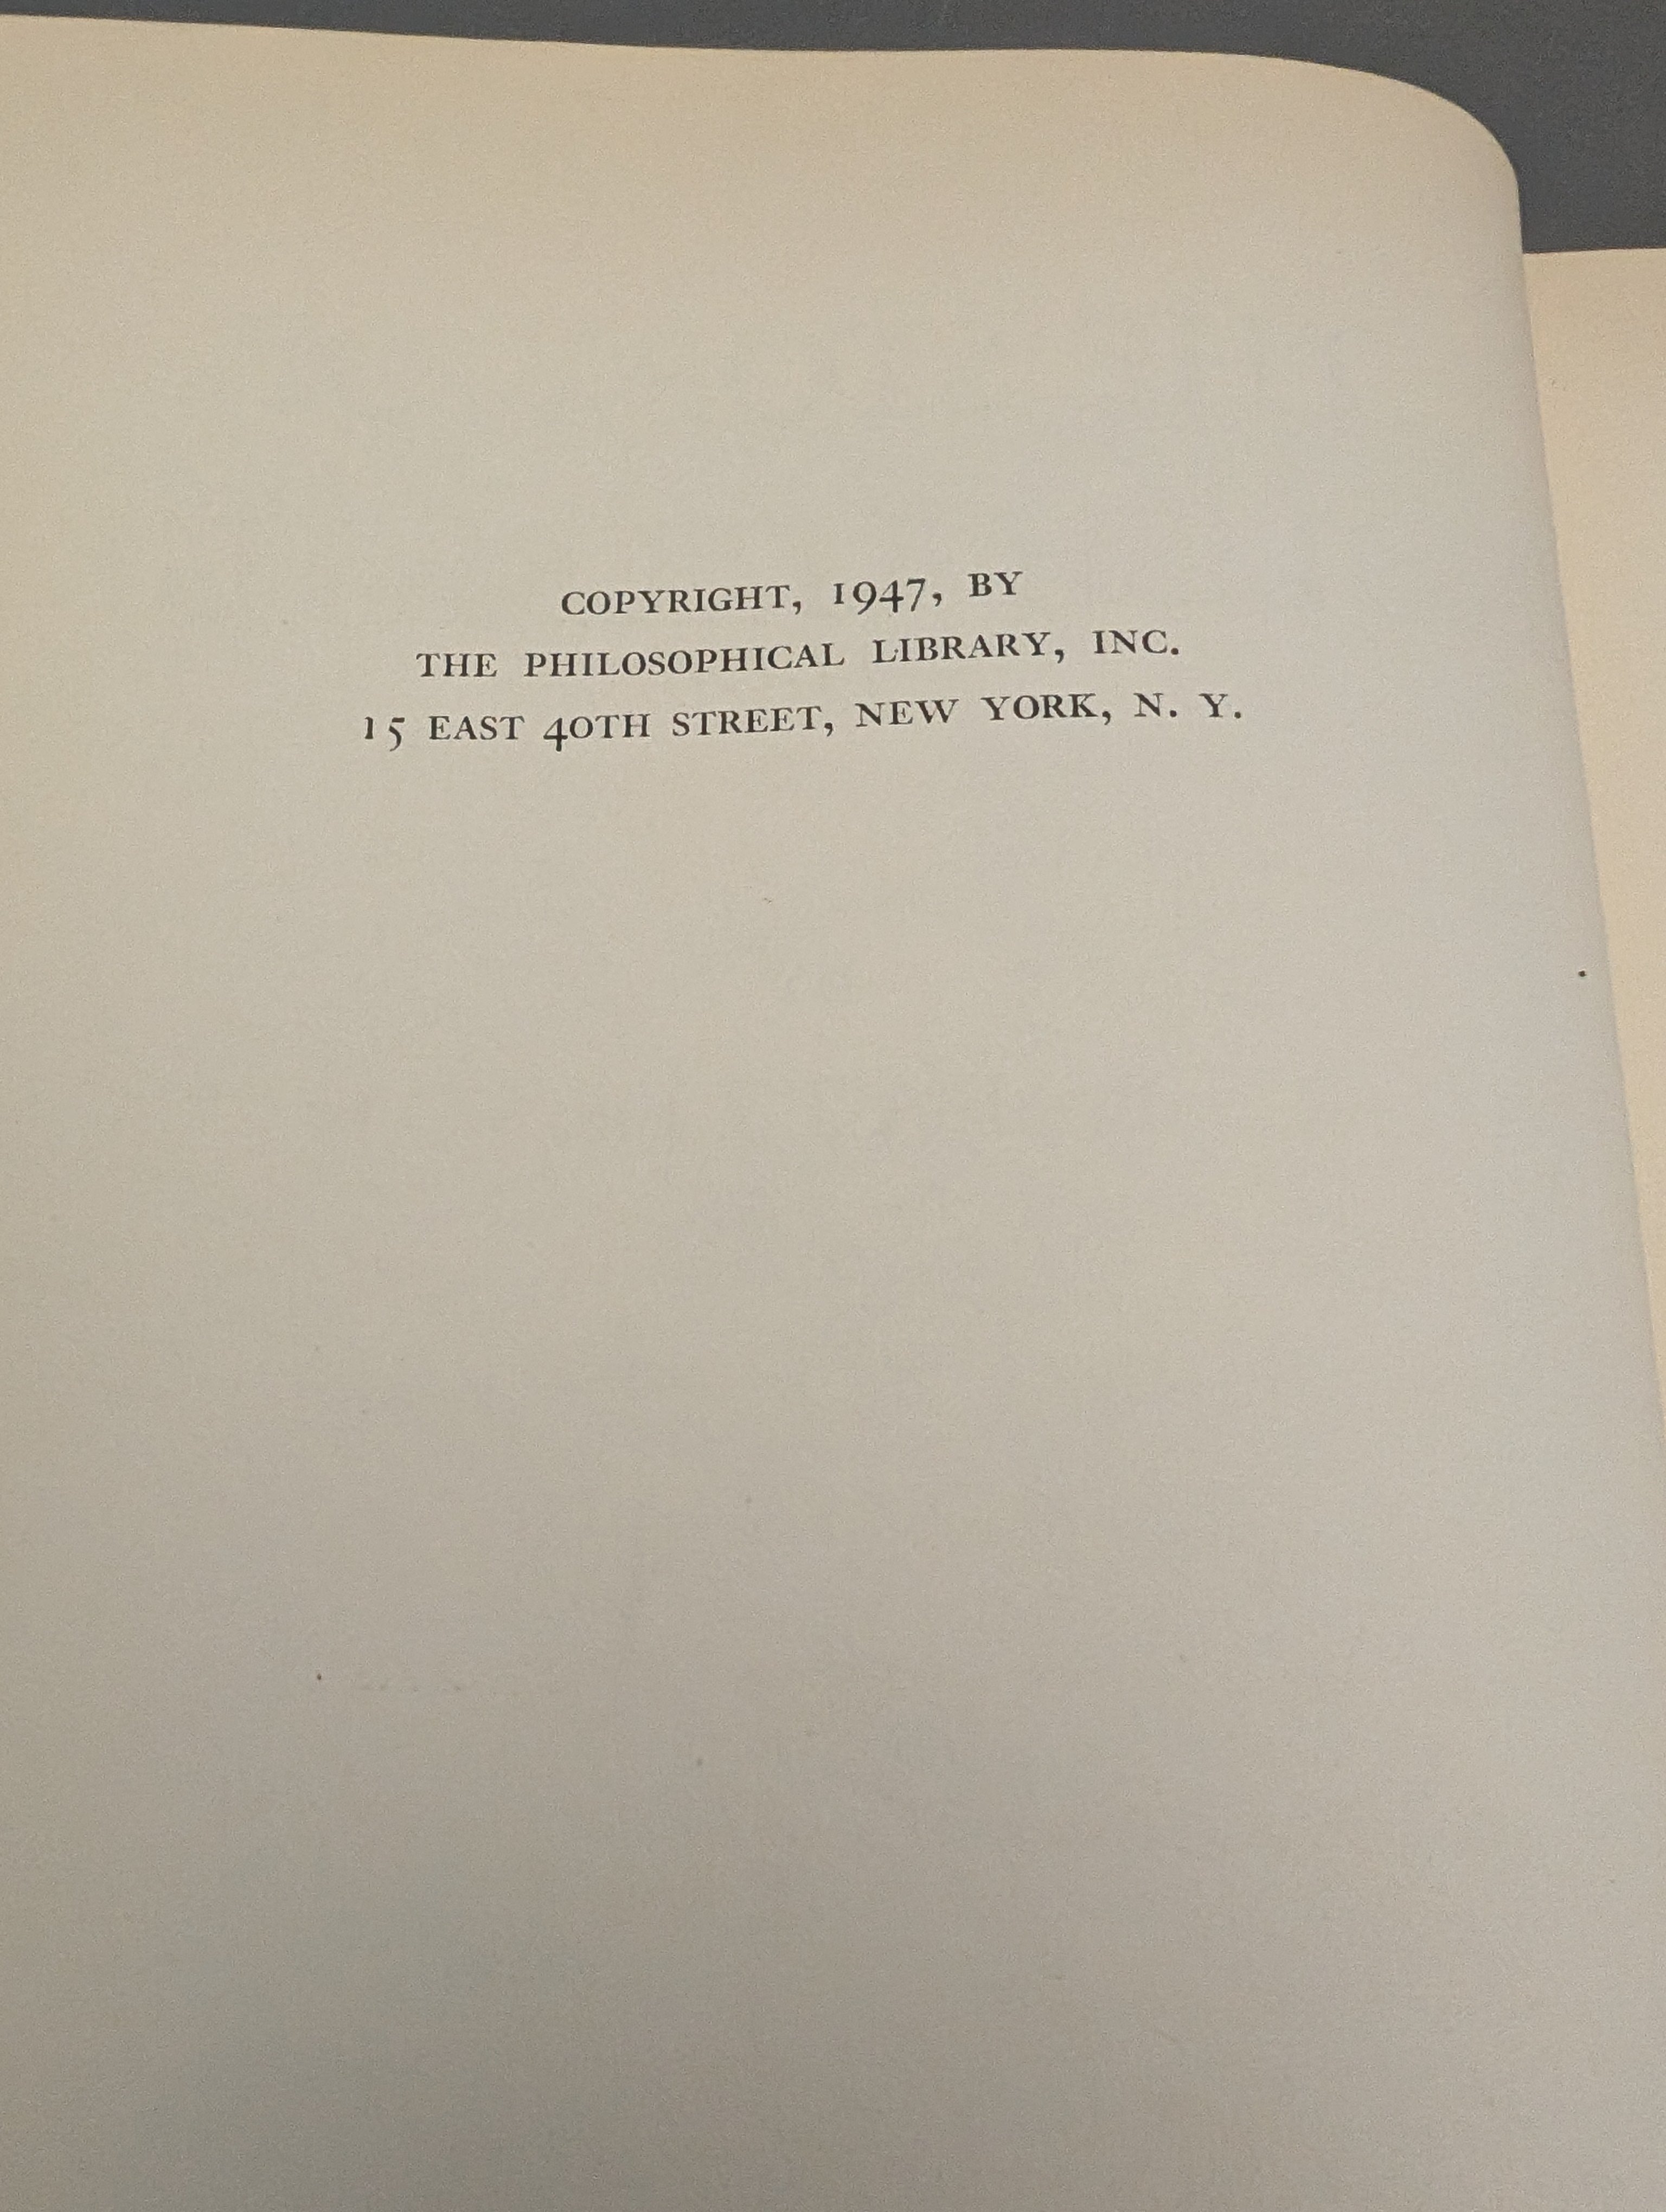 COPYRIGHT, 1947, BY
THE PHILOSOPHICAL LIBRARY, INC.
15 EAST 40TH STREET, NEW YORK, N. Y.